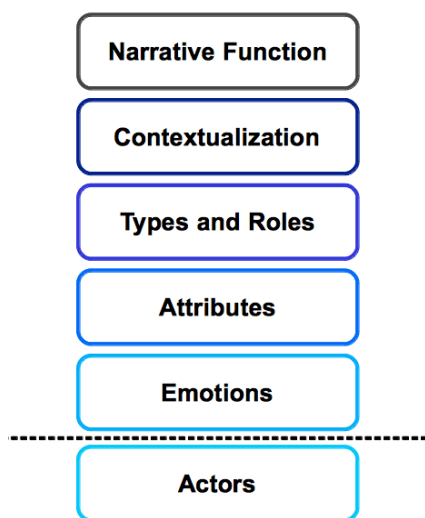 Narrative Function
Contextualization
Types and Roles
Attributes
Emotions
Actors